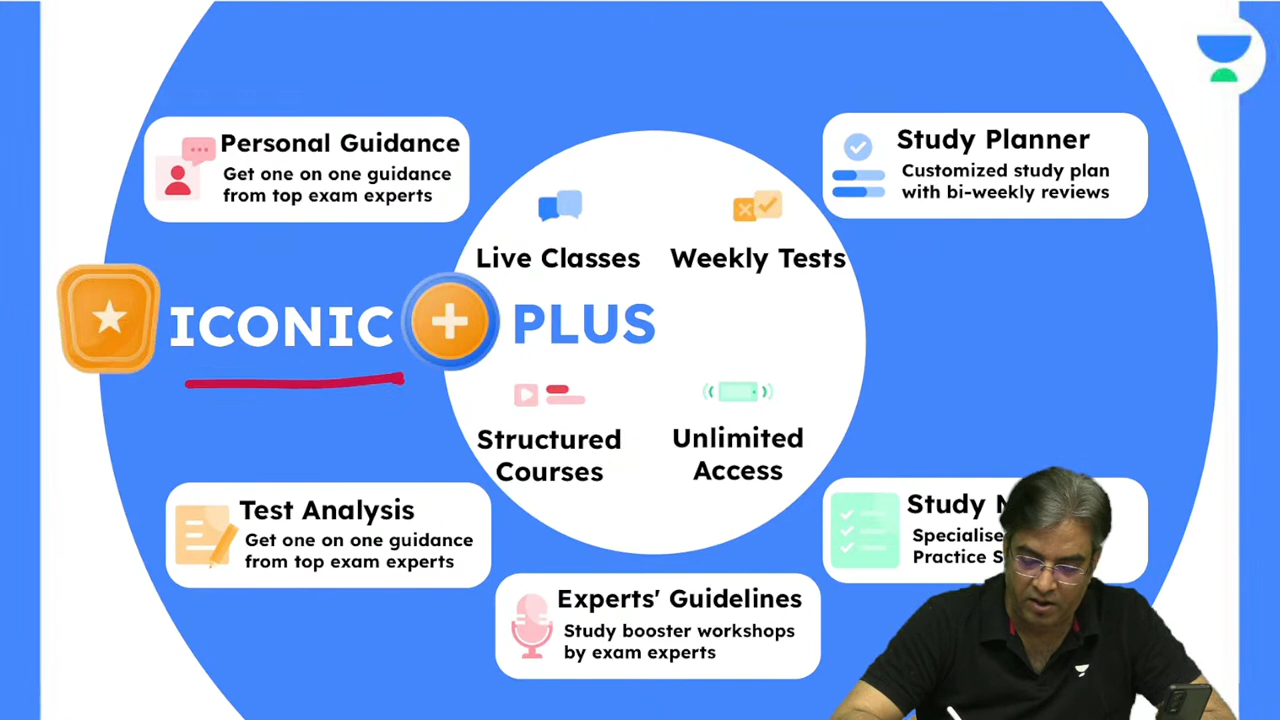 Personal Guidance
Get one on one guidance
from top exam experts
Study Planner
Customized study plan
with bi-weekly reviews
Live Classes
Weekly Tests
ICONIC
PLUS
Structured
Courses
Unlimited
Access
Test Analysis
Get one on one guidance
from top exam experts
Study
Practice
Experts' Guidelines
Study booster workshops
by exam experts